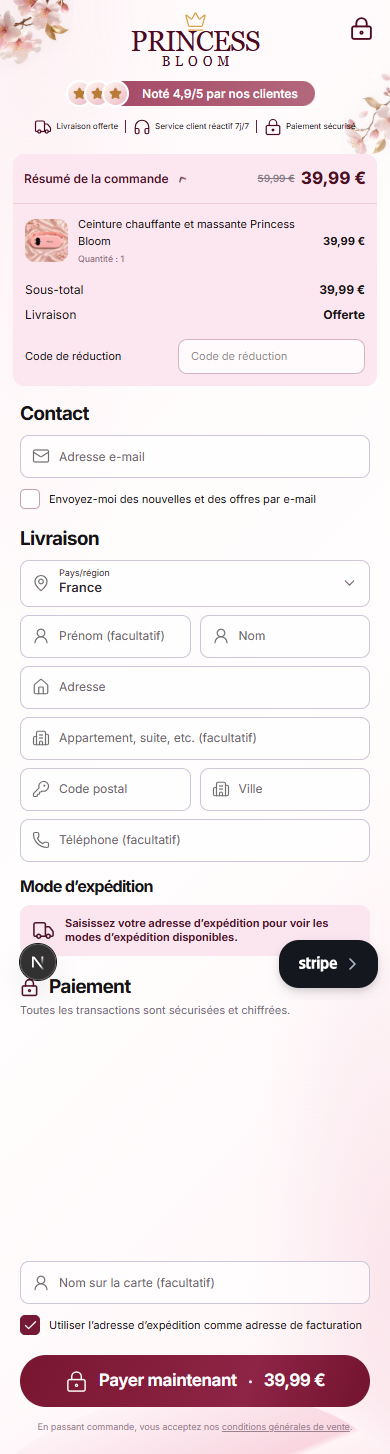 PRINCESS
BLOOM
Noté 4,9/5 par nos clientes
Livraison offerte | Service client réactif 7j/7 | Paiement sécurisé
Résumé de la commande 59,99 € 39,99 €
Ceinture chauffante et massante Princess
Bloom 39,99 €
Quantité : 1
Sous-total 39,99 €
Livraison Offerte
Code de réduction Code de réduction
Contact
Adresse e-mail
Envoyez-moi des nouvelles et des offres par e-mail
Livraison
Pays/région
France
Prénom (facultatif) Nom
Adresse
Appartement, suite, etc. (facultatif)
Code postal Ville
Téléphone (facultatif)
Mode d’expédition
Saisissez votre adresse d’expédition pour voir les
modes d’expédition disponibles.
N stripe
Paiement
Toutes les transactions sont sécurisées et chiffrées.
Nom sur la carte (facultatif)
Utiliser l’adresse d’expédition comme adresse de facturation
Payer maintenant · 39,99 €
En passant commande, vous acceptez nos conditions générales de vente.